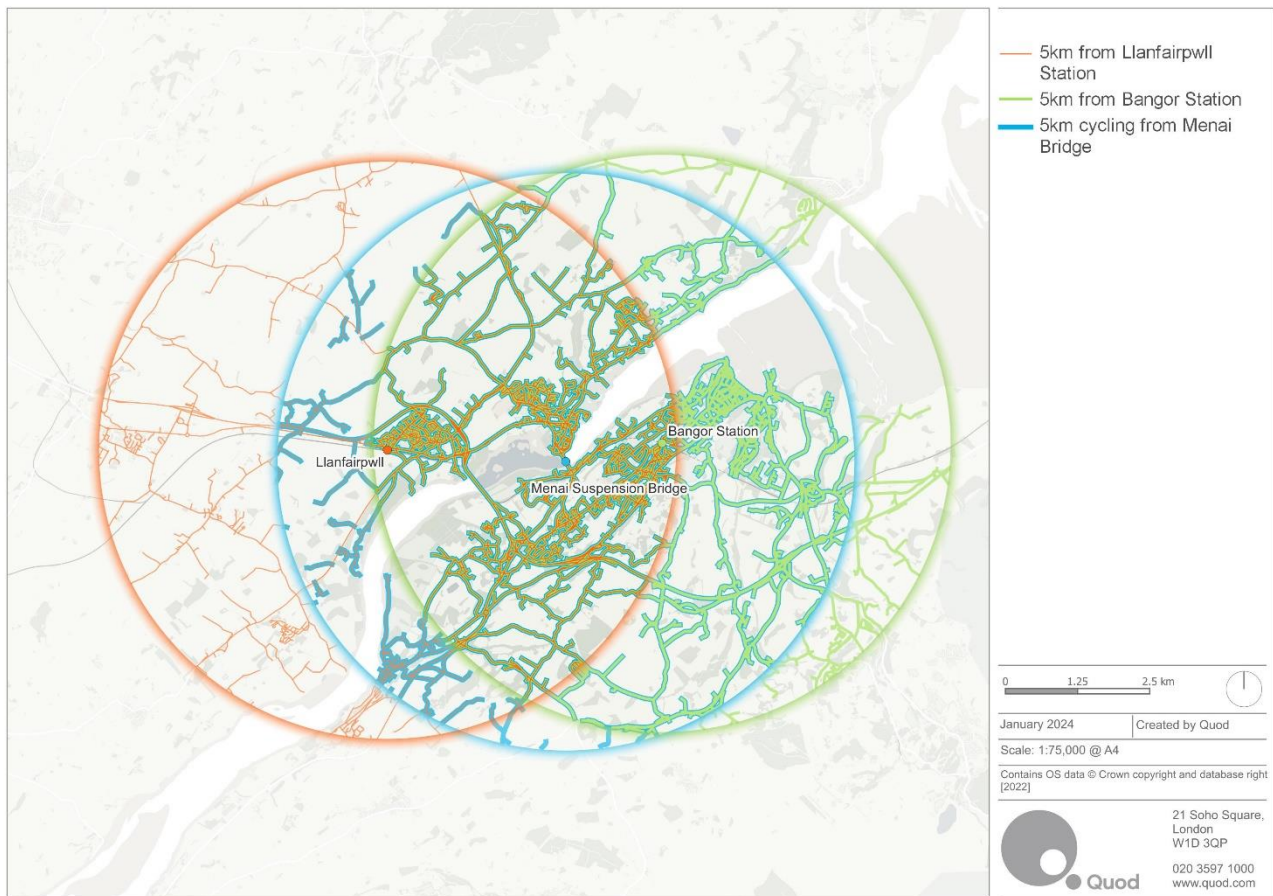 5km from Llanfairpwll
Station
5km from Bangor Station
5km cycling from Menai
Bridge
Bangor Station
Llanfairpwll
Menai Suspension Bridge
0 1.25 2.5 km
January 2024 Created by Quod
Scale: 1:75,000 @ A4
Contains OS data © Crown copyright and database right
[2022]
21 Soho Square,
London
W1D 3QP
020 3597 1000
www.quod.com
Quod